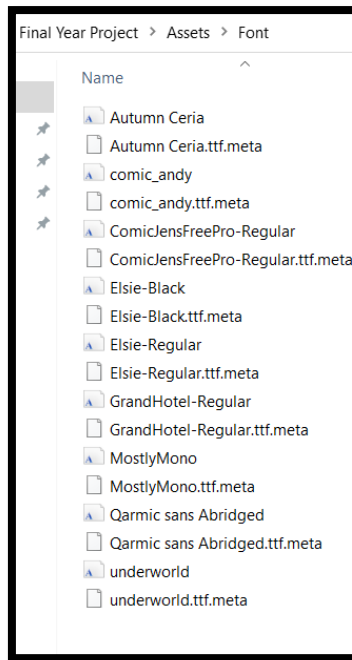 Final Year Project > Assets > Font
Name
Autumn Ceria
Autumn Ceria.ttf.meta
comic_andy
comic_andy.ttf.meta
ComicJensFreePro-Regular
ComicJensFreePro-Regular.ttf.meta
Elsie-Black
Elsie-Black.ttf.meta
Elsie-Regular
Elsie-Regular.ttf.meta
GrandHotel-Regular
GrandHotel-Regular.ttf.meta
MostlyMono
MostlyMono.ttf.meta
Qarmic sans Abridged
Qarmic sans Abridged.ttf.meta
underworld
underworld.ttf.meta